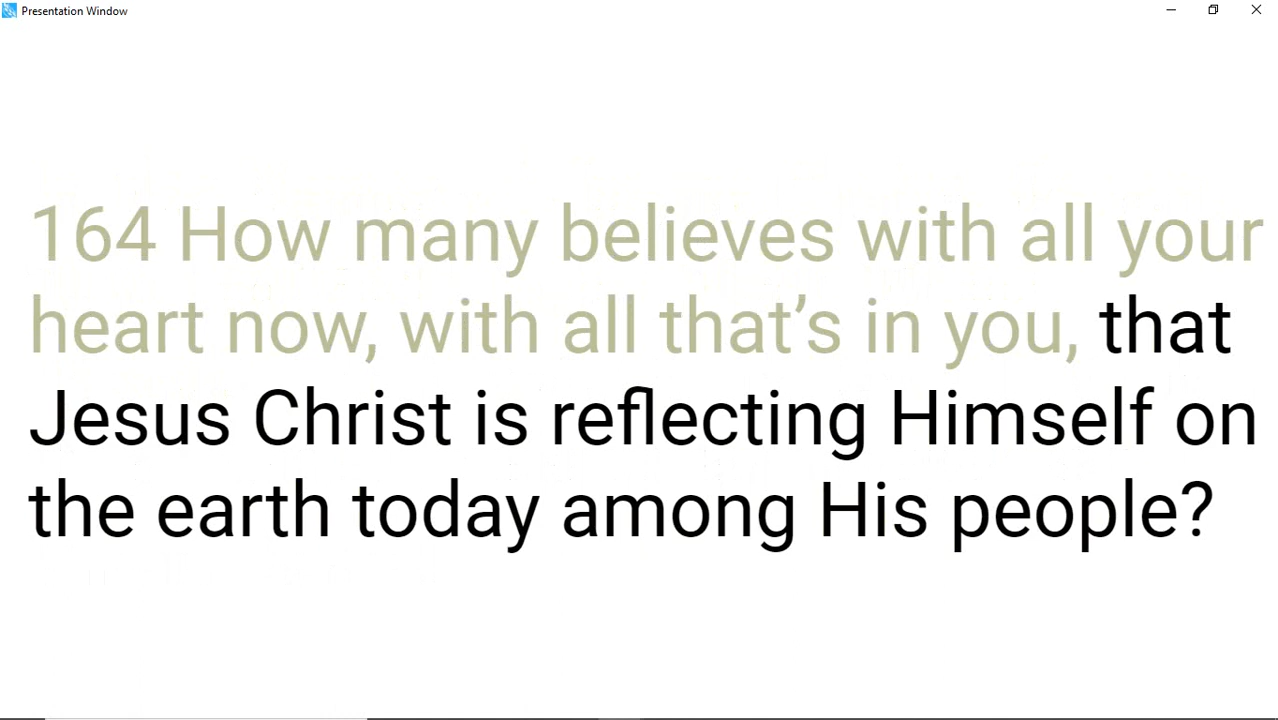 Presentation Window
164 How many believes with all your
heart now, with all that’s in you, that
Jesus Christ is reflecting Himself on
the earth today among His people?